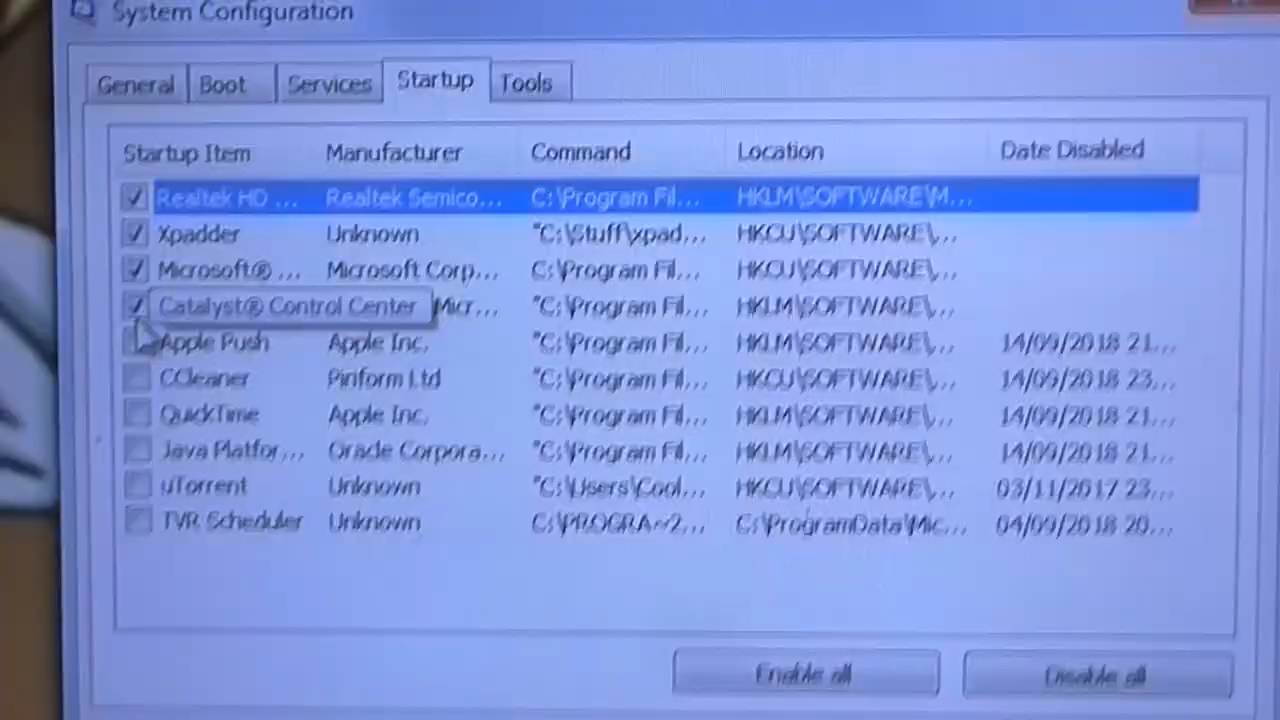 System Configuration
General Boot Services Startup Tools
Startup Item Manufacturer Command Location Date Disabled
Realtek HD ... Realtek Semico... C:\Program Fil... HKLM\SOFTWARE\M...
Xpadder Unknown "C:\Stuff\xpad... HKCU\SOFTWARE\...
Microsoft® ... Microsoft Corp... C:\Program Fil... HKCU\SOFTWARE\...
Catalyst® Control Center Micr... "C:\Program Fil... HKLM\SOFTWARE\...
Apple Push Apple Inc. "C:\Program Fil... HKLM\SOFTWARE\... 14/09/2018 21...
CCleaner Piriform Ltd "C:\Program Fil... HKCU\SOFTWARE\... 14/09/2018 23...
QuickTime Apple Inc. "C:\Program Fil... HKLM\SOFTWARE\... 14/09/2018 21...
Java Platfor... Oracle Corpora... "C:\Program Fil... HKLM\SOFTWARE\... 14/09/2018 21...
uTorrent Unknown "C:\Users\Cool... HKCU\SOFTWARE\... 03/11/2017 23...
TVR Scheduler Unknown C:\PROGRA~2... C:\ProgramData\Mic... 04/09/2018 20...
Enable all Disable all